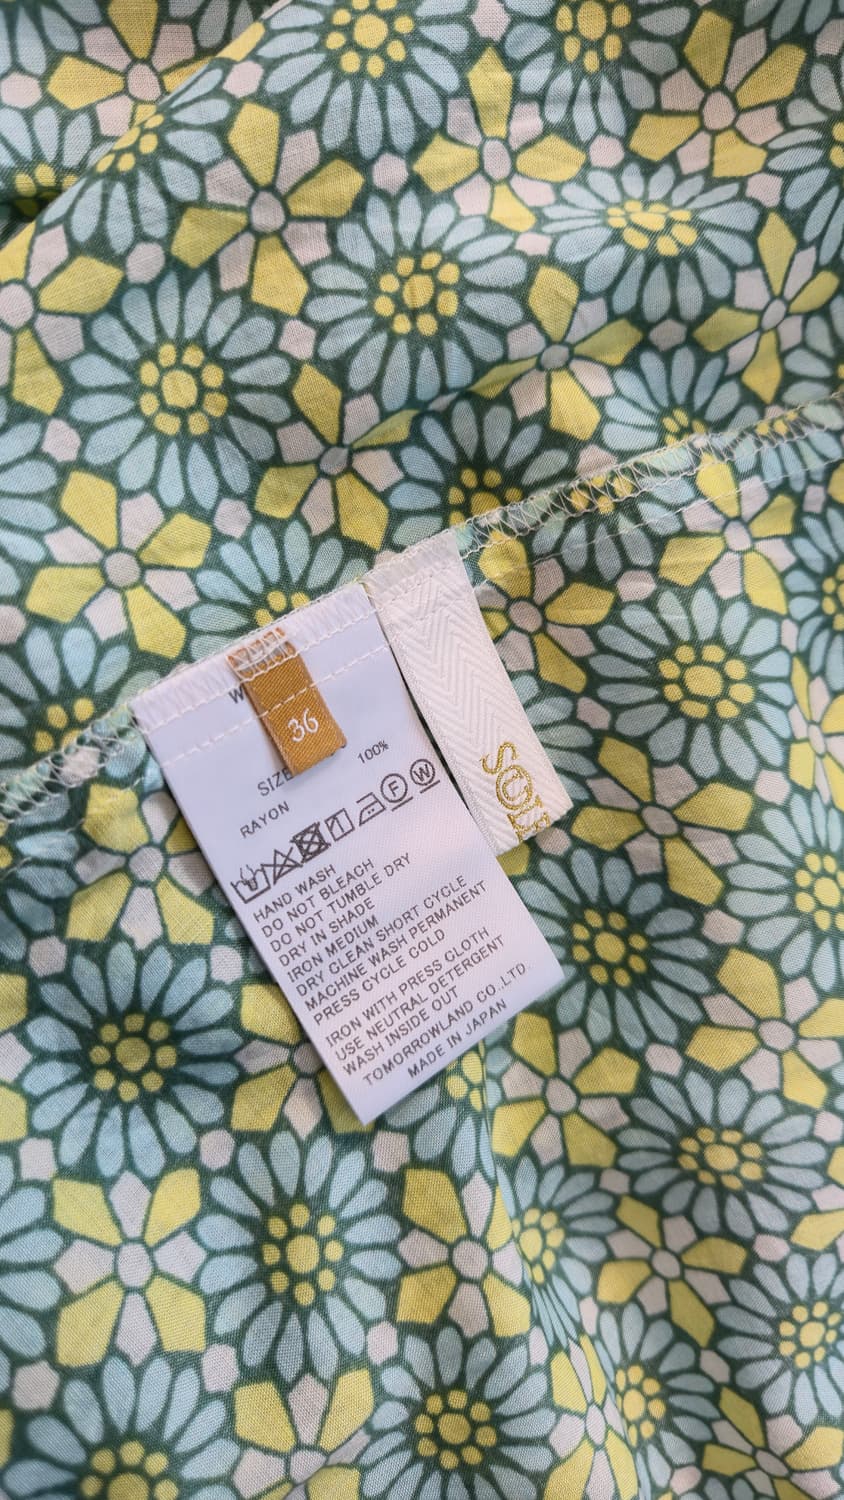 36
SIZE
RAYON 100%
F W
HAND WASH
DO NOT BLEACH
DO NOT TUMBLE DRY
DRY IN SHADE
IRON MEDIUM
DRY CLEAN SHORT CYCLE
MACHINE WASH PERMANENT
PRESS CYCLE COLD
IRON WITH PRESS CLOTH
USE NEUTRAL DETERGENT
WASH INSIDE OUT
TOMORROWLAND CO.,LTD.
MADE IN JAPAN